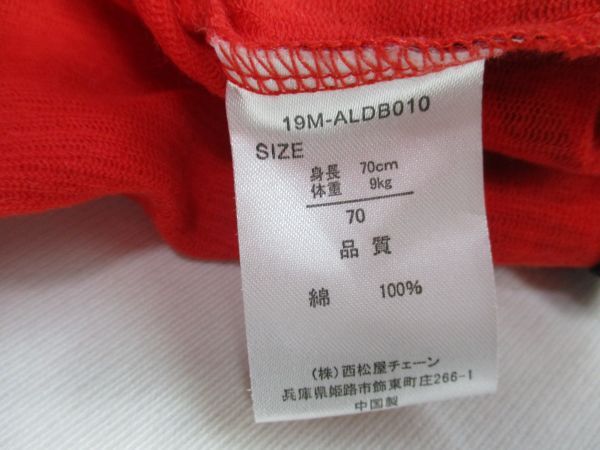 19M-ALDB010
SIZE
身長 70cm
体重 9kg
70
品質
綿 100%
(株)西松屋チェーン
兵庫県姫路市飾東町庄266-1
中国製